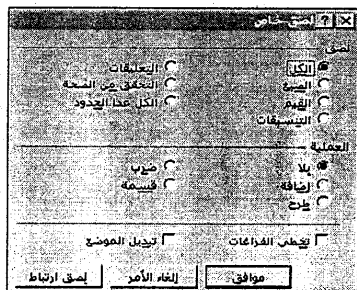 لصق خاص
لصق
الكل
التعليقات
الصيغ
التحقق من الصحة
القيم
الكل عدا الحدود
التنسيقات
العملية
بلا
ضرب
إضافة
قسمة
طرح
تخطي الفراغات
تبديل الموضع
موافق
إلغاء الأمر
لصق ارتباط